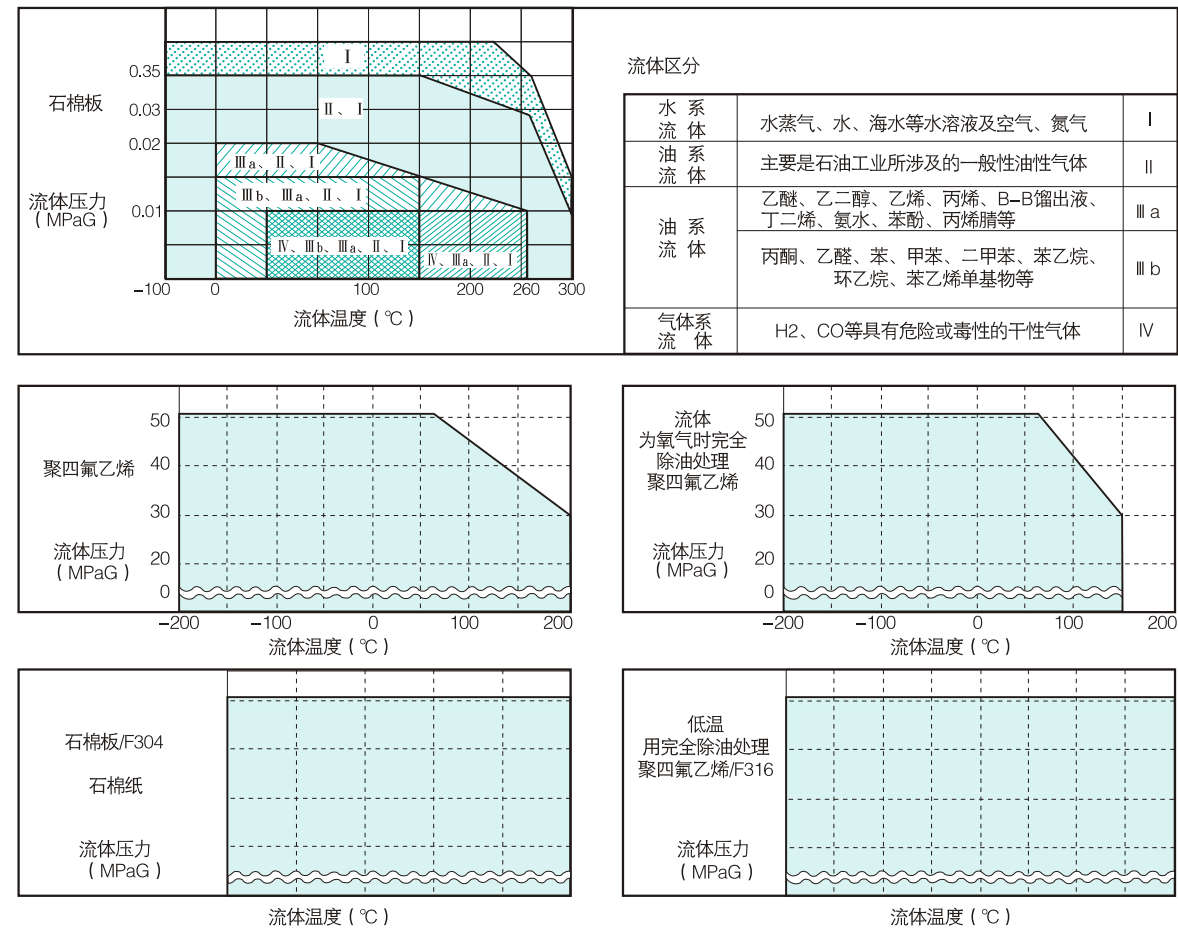 石棉板
流体压力
(MPaG)
0.35
0.03
0.02
0.01
Ⅰ
Ⅱ、Ⅰ
Ⅲa、Ⅱ、Ⅰ
Ⅲb、Ⅲa、Ⅱ、Ⅰ
Ⅳ、Ⅲb、Ⅲa、Ⅱ、Ⅰ
Ⅳ、Ⅲa、Ⅱ、Ⅰ
-100 0 100 200 260 300
流体温度(℃)
流体区分
水系
流体
水蒸气、水、海水等水溶液及空气、氮气
Ⅰ
油系
流体
主要是石油工业所涉及的一般性油性气体
Ⅱ
油系
流体
乙醚、乙二醇、乙烯、丙烯、B-B馏出液、
丁二烯、氨水、苯酚、丙烯腈等
Ⅲa
丙酮、乙醛、苯、甲苯、二甲苯、苯乙烷、
环乙烷、苯乙烯单基物等
Ⅲb
气体系
流体
H2、CO等具有危险或毒性的干性气体
Ⅳ
聚四氟乙烯
流体压力
(MPaG)
50
40
30
20
0
-200 -100 0 100 200
流体温度(℃)
流体
为氧气时完全
除油处理
聚四氟乙烯
流体压力
(MPaG)
50
40
30
20
0
-200 -100 0 100 200
流体温度(℃)
石棉板/F304
石棉纸
流体压力
(MPaG)
流体温度(℃)
低温
用完全除油处理
聚四氟乙烯/F316
流体压力
(MPaG)
流体温度(℃)